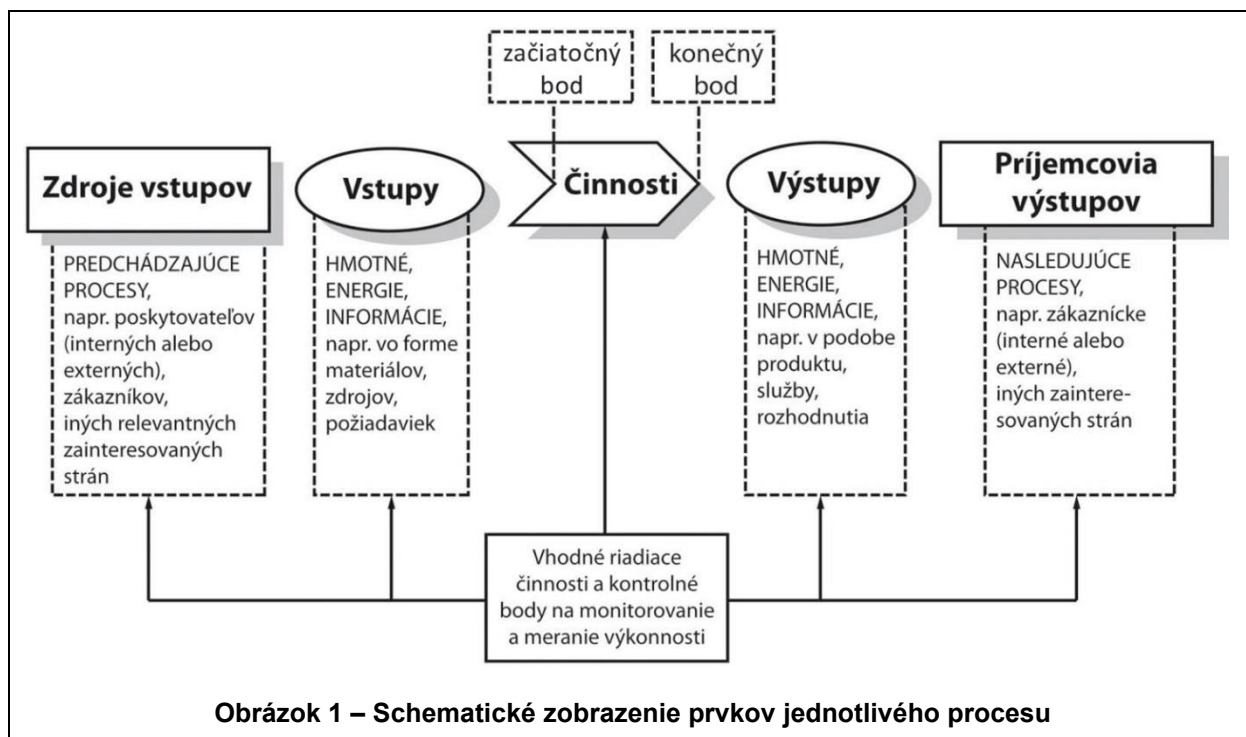 začiatočný
bod
konečný
bod
Zdroje vstupov
Vstupy
Činnosti
Výstupy
Príjemcovia
výstupov
PREDCHÁDZAJÚCE
PROCESY,
napr. poskytovateľov
(interných alebo
externých),
zákazníkov,
iných relevantných
zainteresovaných
strán
HMOTNÉ,
ENERGIE,
INFORMÁCIE,
napr. vo forme
materiálov,
zdrojov,
požiadaviek
HMOTNÉ,
ENERGIE,
INFORMÁCIE,
napr. v podobe
produktu,
služby,
rozhodnutia
NASLEDUJÚCE
PROCESY,
napr. zákaznícke
(interné alebo
externé),
iných zaintere-
sovaných strán
Vhodné riadiace
činnosti a kontrolné
body na monitorovanie
a meranie výkonnosti
Obrázok 1 – Schematické zobrazenie prvkov jednotlivého procesu